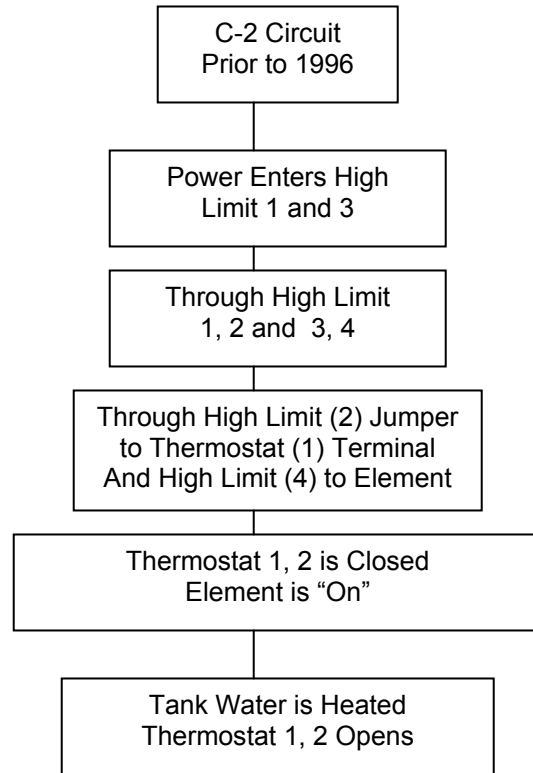 C-2 Circuit
Prior to 1996
Power Enters High
Limit 1 and 3
Through High Limit
1, 2 and  3, 4
Through High Limit (2) Jumper
to Thermostat (1) Terminal
And High Limit (4) to Element
Thermostat 1, 2 is Closed
Element is “On”
Tank Water is Heated
Thermostat 1, 2 Opens